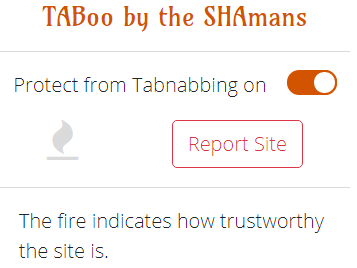 TABoo by the SHAmans
Protect from Tabnabbing on
Report Site
The fire indicates how trustworthy
the site is.